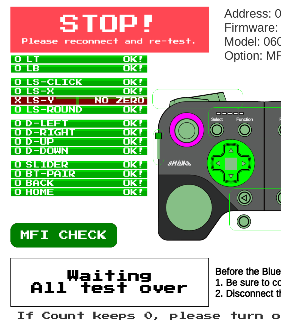 STOP!
Please reconnect and re-test.
O LT OK!
O LB OK!
O LS-CLICK OK!
O LS-X OK!
X LS-Y NO ZERO
O LS-ROUND OK!
O D-LEFT OK!
O D-RIGHT OK!
O D-UP OK!
O D-DOWN OK!
O SLIDER OK!
O BT-PAIR OK!
O BACK OK!
O HOME OK!
MFI CHECK
Waiting
All test over
Address: 0
Firmware:
Model: 060
Option: MF
Select Function
Before the Blue
1. Be sure to co
2. Disconnect th
If Count keeps 0, please turn o